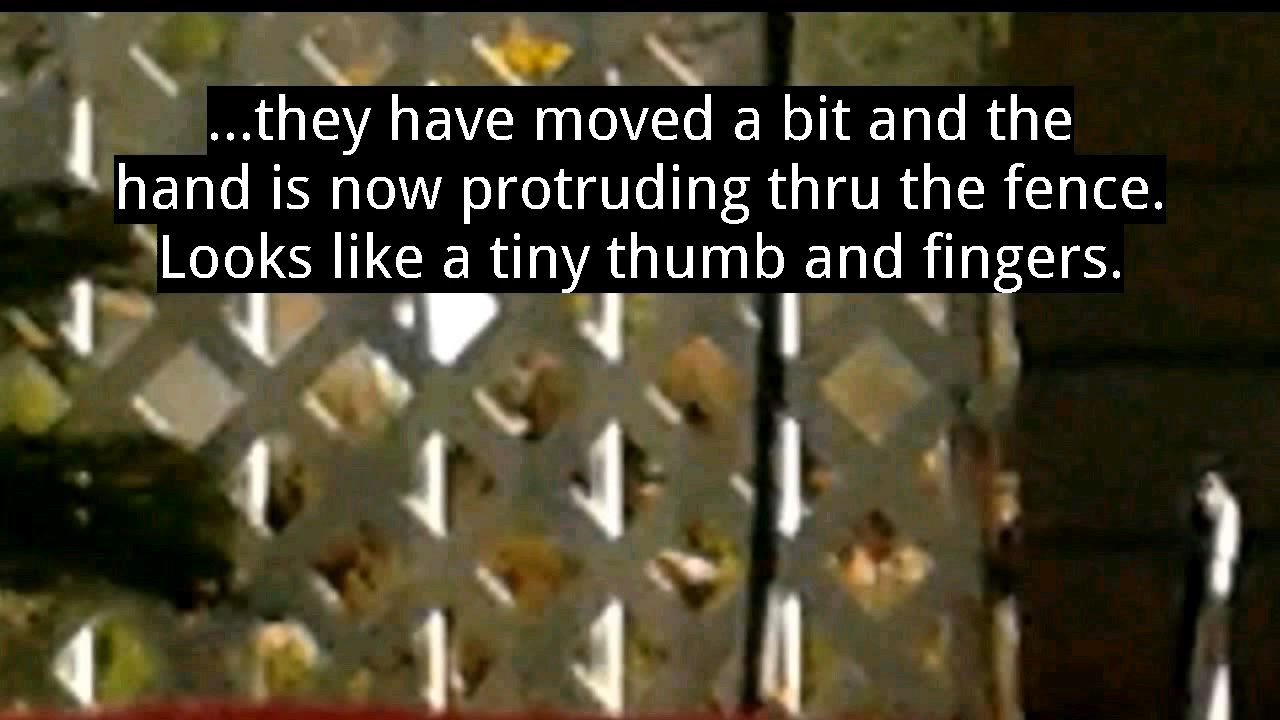 ...they have moved a bit and the
hand is now protruding thru the fence.
Looks like a tiny thumb and fingers.